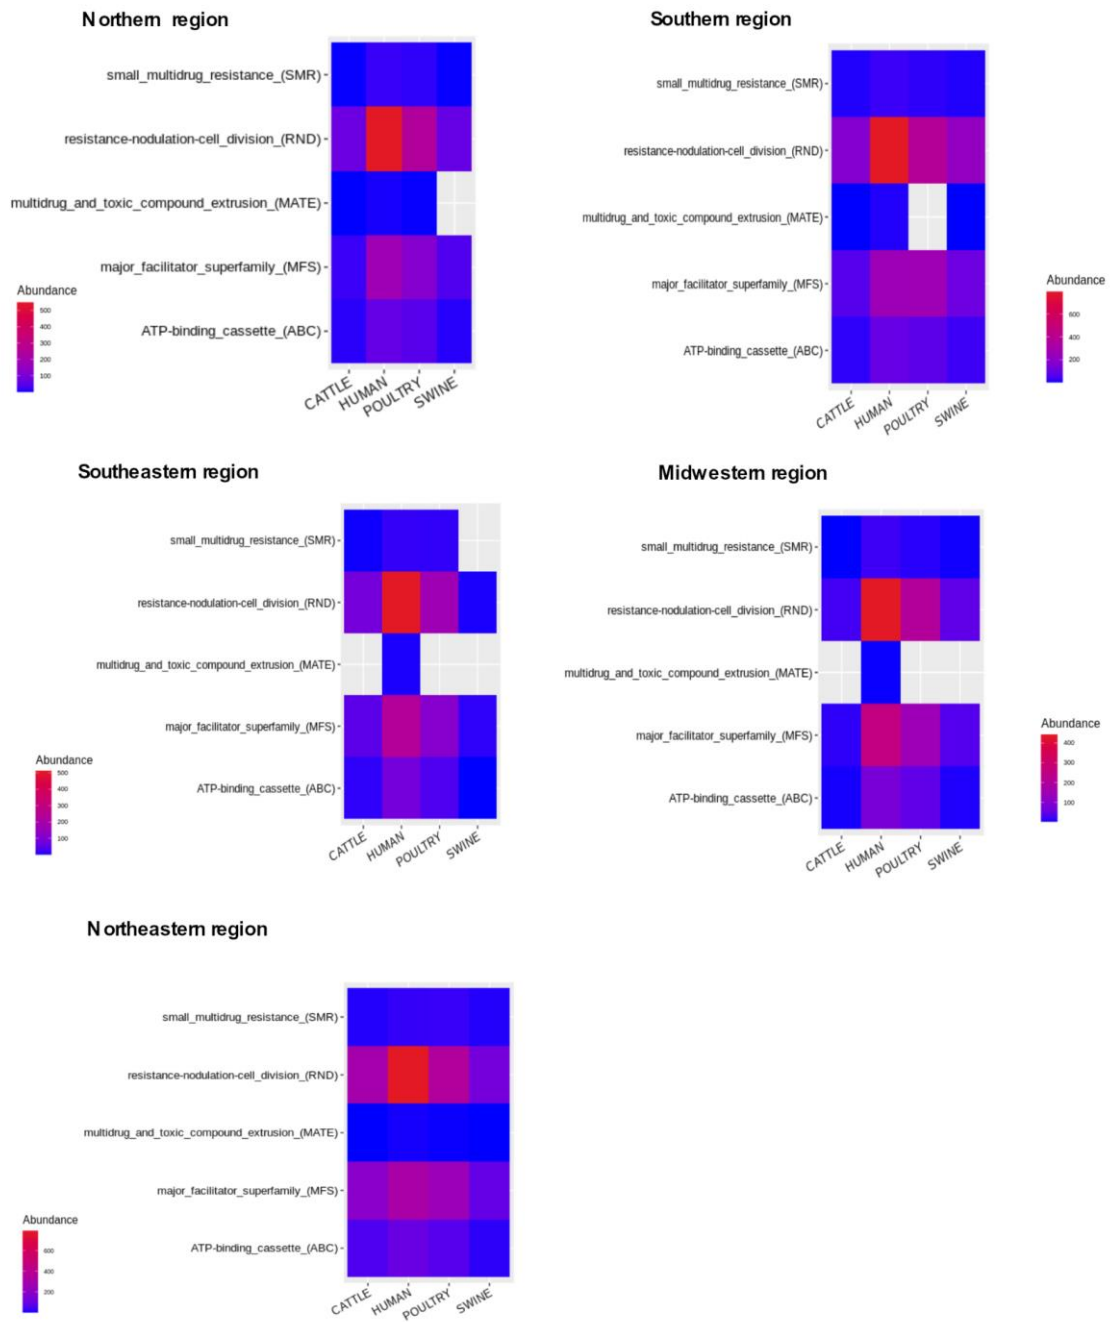 Northern region
small_multidrug_resistance_(SMR)
resistance-nodulation-cell_division_(RND)
multidrug_and_toxic_compound_extrusion_(MATE)
major_facilitator_superfamily_(MFS)
ATP-binding_cassette_(ABC)
Abundance
500
400
300
200
100
CATTLE
HUMAN
POULTRY
SWINE
Southern region
small_multidrug_resistance_(SMR)
resistance-nodulation-cell_division_(RND)
multidrug_and_toxic_compound_extrusion_(MATE)
major_facilitator_superfamily_(MFS)
ATP-binding_cassette_(ABC)
Abundance
600
400
200
CATTLE
HUMAN
POULTRY
SWINE
Southeastern region
small_multidrug_resistance_(SMR)
resistance-nodulation-cell_division_(RND)
multidrug_and_toxic_compound_extrusion_(MATE)
major_facilitator_superfamily_(MFS)
ATP-binding_cassette_(ABC)
Abundance
500
400
300
200
100
CATTLE
HUMAN
POULTRY
SWINE
Midwestern region
small_multidrug_resistance_(SMR)
resistance-nodulation-cell_division_(RND)
multidrug_and_toxic_compound_extrusion_(MATE)
major_facilitator_superfamily_(MFS)
ATP-binding_cassette_(ABC)
Abundance
400
300
200
100
CATTLE
HUMAN
POULTRY
SWINE
Northeastern region
small_multidrug_resistance_(SMR)
resistance-nodulation-cell_division_(RND)
multidrug_and_toxic_compound_extrusion_(MATE)
major_facilitator_superfamily_(MFS)
ATP-binding_cassette_(ABC)
Abundance
600
400
200
CATTLE
HUMAN
POULTRY
SWINE